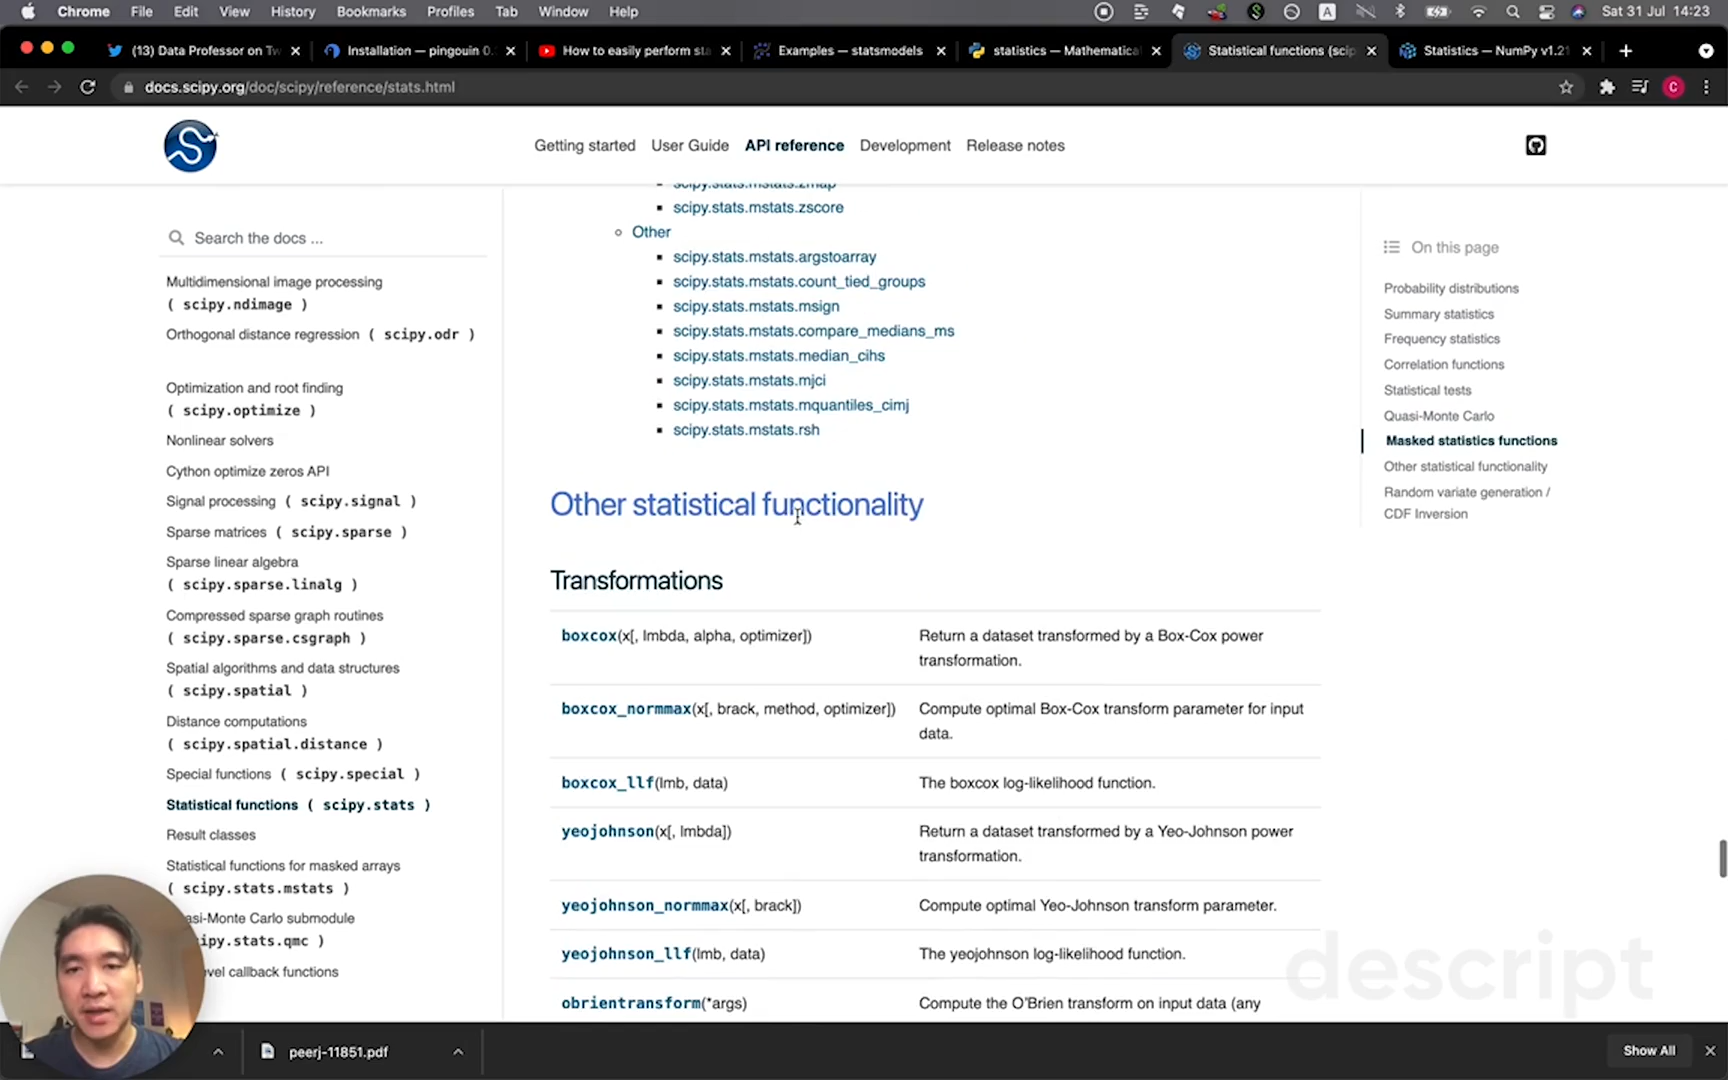 Chrome File Edit View History Bookmarks Profiles Tab Window Help
A Sat 31 Jul 14:23
(13) Data Professor on Tw
Installation — pingouin 0.
How to easily perform sta
Examples — statsmodels
statistics — Mathematical
Statistical functions (scip
Statistics — NumPy v1.21
docs.scipy.org/doc/scipy/reference/stats.html
C
Getting started User Guide API reference Development Release notes
Search the docs ...
Multidimensional image processing
( scipy.ndimage )
Orthogonal distance regression ( scipy.odr )
Optimization and root finding
( scipy.optimize )
Nonlinear solvers
Cython optimize zeros API
Signal processing ( scipy.signal )
Sparse matrices ( scipy.sparse )
Sparse linear algebra
( scipy.sparse.linalg )
Compressed sparse graph routines
( scipy.sparse.csgraph )
Spatial algorithms and data structures
( scipy.spatial )
Distance computations
( scipy.spatial.distance )
Special functions ( scipy.special )
Statistical functions ( scipy.stats )
Result classes
Statistical functions for masked arrays
( scipy.stats.mstats )
asi-Monte Carlo submodule
ipy.stats.qmc )
evel callback functions
scipy.stats.mstats.zmap
scipy.stats.mstats.zscore
Other
scipy.stats.mstats.argstoarray
scipy.stats.mstats.count_tied_groups
scipy.stats.mstats.msign
scipy.stats.mstats.compare_medians_ms
scipy.stats.mstats.median_cihs
scipy.stats.mstats.mjci
scipy.stats.mstats.mquantiles_cimj
scipy.stats.mstats.rsh
Other statistical functionality
Transformations
boxcox(x[, lmbda, alpha, optimizer]) Return a dataset transformed by a Box-Cox power
transformation.
boxcox_normmax(x[, brack, method, optimizer]) Compute optimal Box-Cox transform parameter for input
data.
boxcox_llf(lmb, data) The boxcox log-likelihood function.
yeojohnson(x[, lmbda]) Return a dataset transformed by a Yeo-Johnson power
transformation.
yeojohnson_normmax(x[, brack]) Compute optimal Yeo-Johnson transform parameter.
yeojohnson_llf(lmb, data) The yeojohnson log-likelihood function.
obrientransform(*args) Compute the O'Brien transform on input data (any
On this page
Probability distributions
Summary statistics
Frequency statistics
Correlation functions
Statistical tests
Quasi-Monte Carlo
Masked statistics functions
Other statistical functionality
Random variate generation /
CDF Inversion
descript
peerj-11851.pdf
Show All